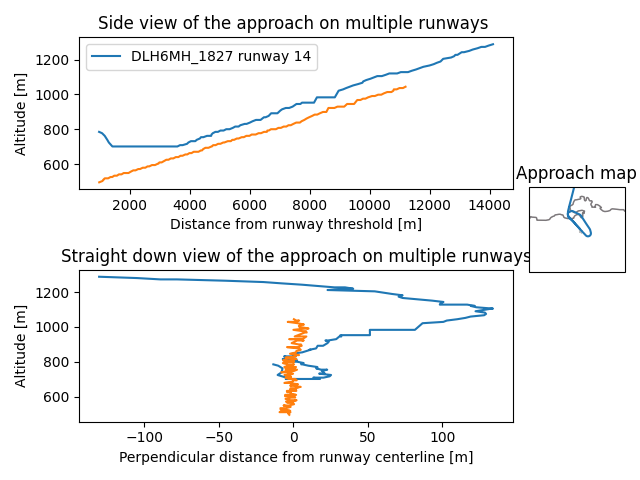 Side view of the approach on multiple runways
Altitude [m]
1200
1000
800
600
DLH6MH_1827 runway 14
2000 4000 6000 8000 10000 12000 14000
Distance from runway threshold [m]
Approach map
Straight down view of the approach on multiple runways
Altitude [m]
1200
1000
800
600
−100 −50 0 50 100
Perpendicular distance from runway centerline [m]